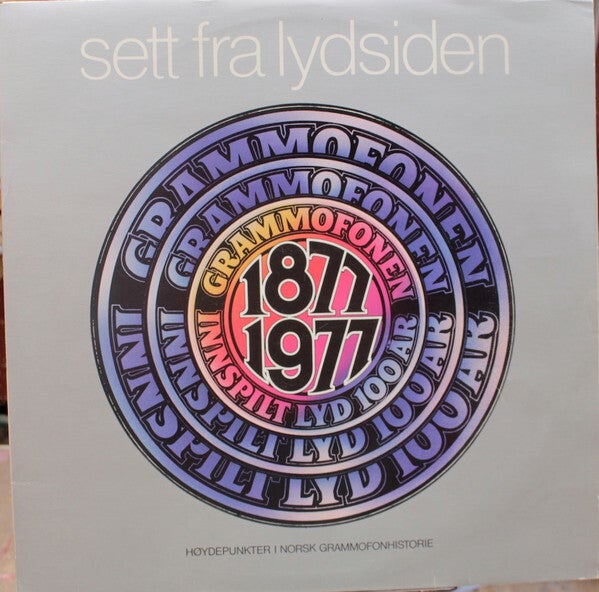 sett fra lydsiden
GRAMMOFONEN
GRAMMOFONEN
GRAMMOFONEN
1877
1977
INNSPILT LYD 100 ÅR
INNSPILT LYD 100 ÅR
INNSPILT LYD 100 ÅR
HØYDEPUNKTER I NORSK GRAMMOFONHISTORIE